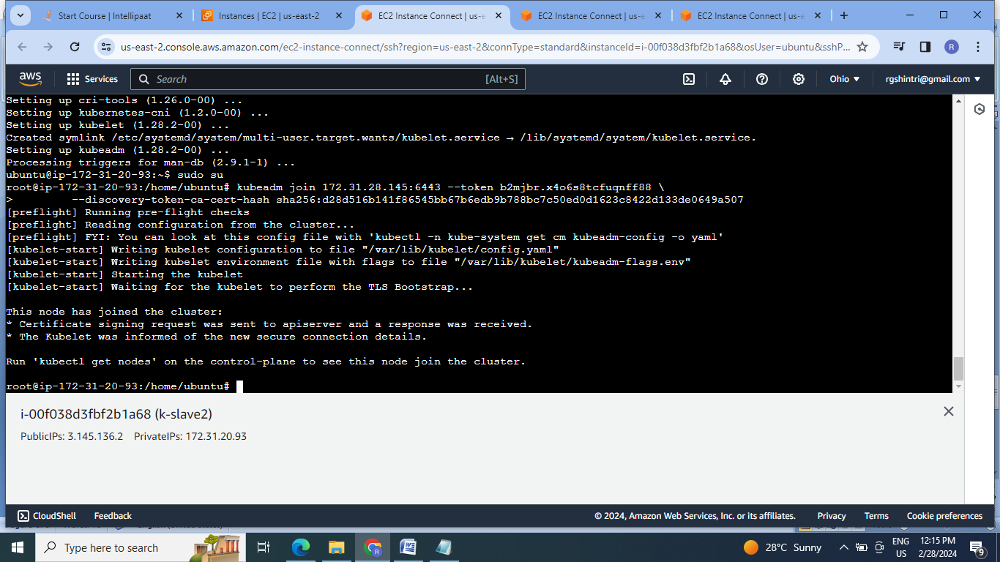 Start Course | Intellipaat
Instances | EC2 | us-east-2
EC2 Instance Connect | us-e
EC2 Instance Connect | us-e
EC2 Instance Connect | us-e
us-east-2.console.aws.amazon.com/ec2-instance-connect/ssh?region=us-east-2&connType=standard&instanceId=i-00f038d3fbf2b1a68&osUser=ubuntu&sshP...
R
aws
Services
Search
[Alt+S]
Ohio
rgshintri@gmail.com
Setting up cri-tools (1.26.0-00) ...
Setting up kubernetes-cni (1.2.0-00) ...
Setting up kubelet (1.28.2-00) ...
Created symlink /etc/systemd/system/multi-user.target.wants/kubelet.service → /lib/systemd/system/kubelet.service.
Setting up kubeadm (1.28.2-00) ...
Processing triggers for man-db (2.9.1-1) ...
ubuntu@ip-172-31-20-93:~$ sudo su
root@ip-172-31-20-93:/home/ubuntu# kubeadm join 172.31.28.145:6443 --token b2mjbr.x4o6s8tcfuqnff88 \
> --discovery-token-ca-cert-hash sha256:d28d516b141f86545bb67b6edb9b788bc7c50ed0d1623c8422d133de0649a507
[preflight] Running pre-flight checks
[preflight] Reading configuration from the cluster...
[preflight] FYI: You can look at this config file with 'kubectl -n kube-system get cm kubeadm-config -o yaml'
[kubelet-start] Writing kubelet configuration to file "/var/lib/kubelet/config.yaml"
[kubelet-start] Writing kubelet environment file with flags to file "/var/lib/kubelet/kubeadm-flags.env"
[kubelet-start] Starting the kubelet
[kubelet-start] Waiting for the kubelet to perform the TLS Bootstrap...
This node has joined the cluster:
* Certificate signing request was sent to apiserver and a response was received.
* The Kubelet was informed of the new secure connection details.
Run 'kubectl get nodes' on the control-plane to see this node join the cluster.
root@ip-172-31-20-93:/home/ubuntu#
i-00f038d3fbf2b1a68 (k-slave2)
PublicIPs: 3.145.136.2 PrivateIPs: 172.31.20.93
CloudShell
Feedback
© 2024, Amazon Web Services, Inc. or its affiliates.
Privacy
Terms
Cookie preferences
Type here to search
R
28°C Sunny
ENG
US
12:15 PM
2/28/2024
9